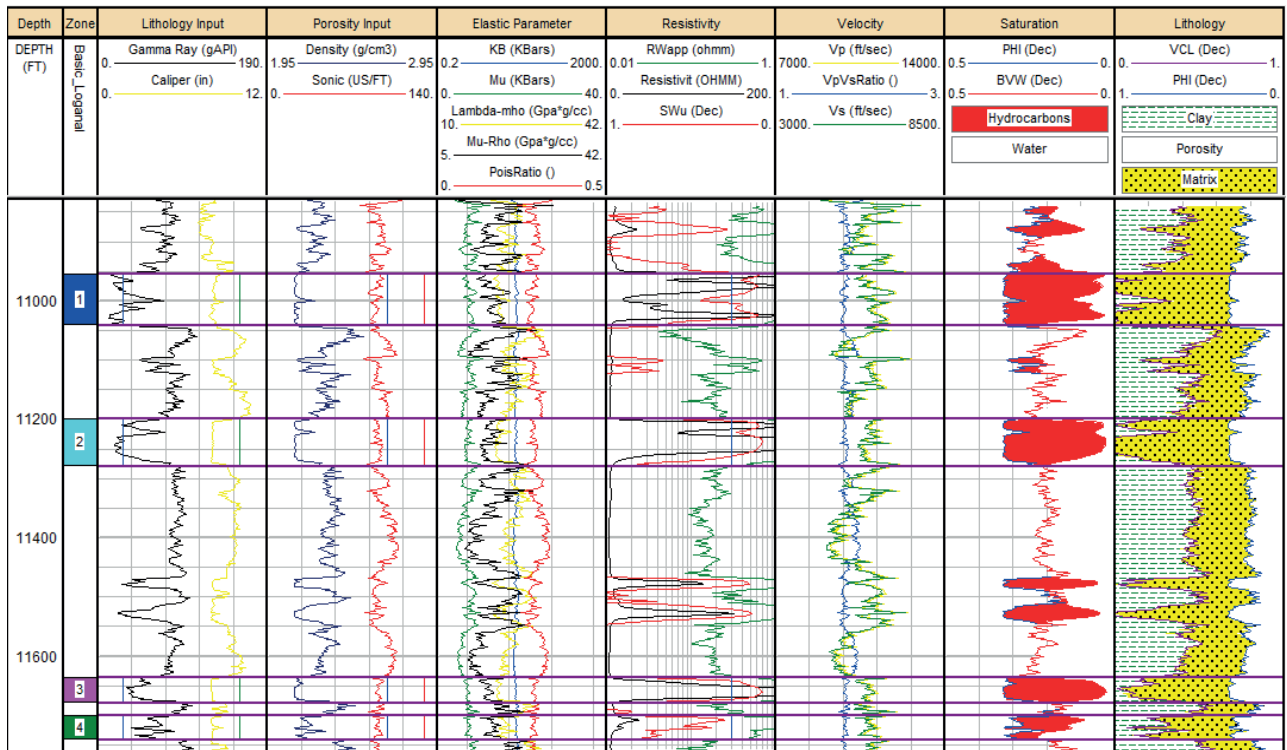 Depth Zone Lithology Input Porosity Input Elastic Parameter Resistivity Velocity Saturation Lithology
DEPTH (FT)
Basic_Loganal
Gamma Ray (gAPI)
0. 190.
Caliper (in)
0. 12.
Density (g/cm3)
1.95 2.95
Sonic (US/FT)
0. 140.
KB (KBars)
0.2 2000.
Mu (KBars)
0. 40.
Lambda-mho (Gpa*g/cc)
10. 42.
Mu-Rho (Gpa*g/cc)
5. 42.
PoisRatio ()
0. 0.5
RWapp (ohmm)
0.01 1.
Resistivit (OHMM)
0. 200.
SWu (Dec)
1. 0.
Vp (ft/sec)
7000. 14000.
VpVsRatio ()
1. 3.
Vs (ft/sec)
3000. 8500.
PHI (Dec)
0.5 0.
BVW (Dec)
0.5 0.
Hydrocarbons
Water
VCL (Dec)
0. 1.
PHI (Dec)
1. 0.
Clay
Porosity
Matrix
11000 1
11200
2
11400
11600
3
4